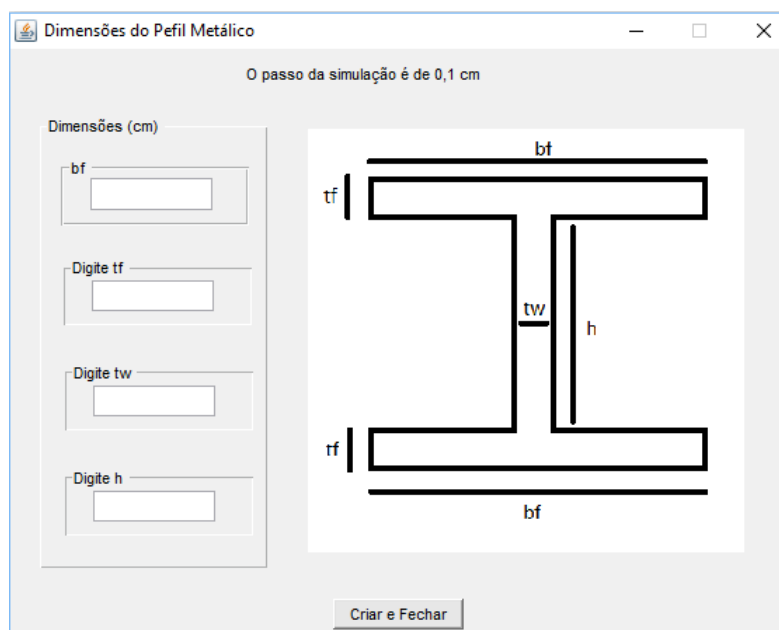 Dimensões do Pefil Metálico
O passo da simulação é de 0,1 cm
Dimensões (cm)
bf
Digite tf
Digite tw
Digite h
bf
tf
tw
h
tf
bf
Criar e Fechar